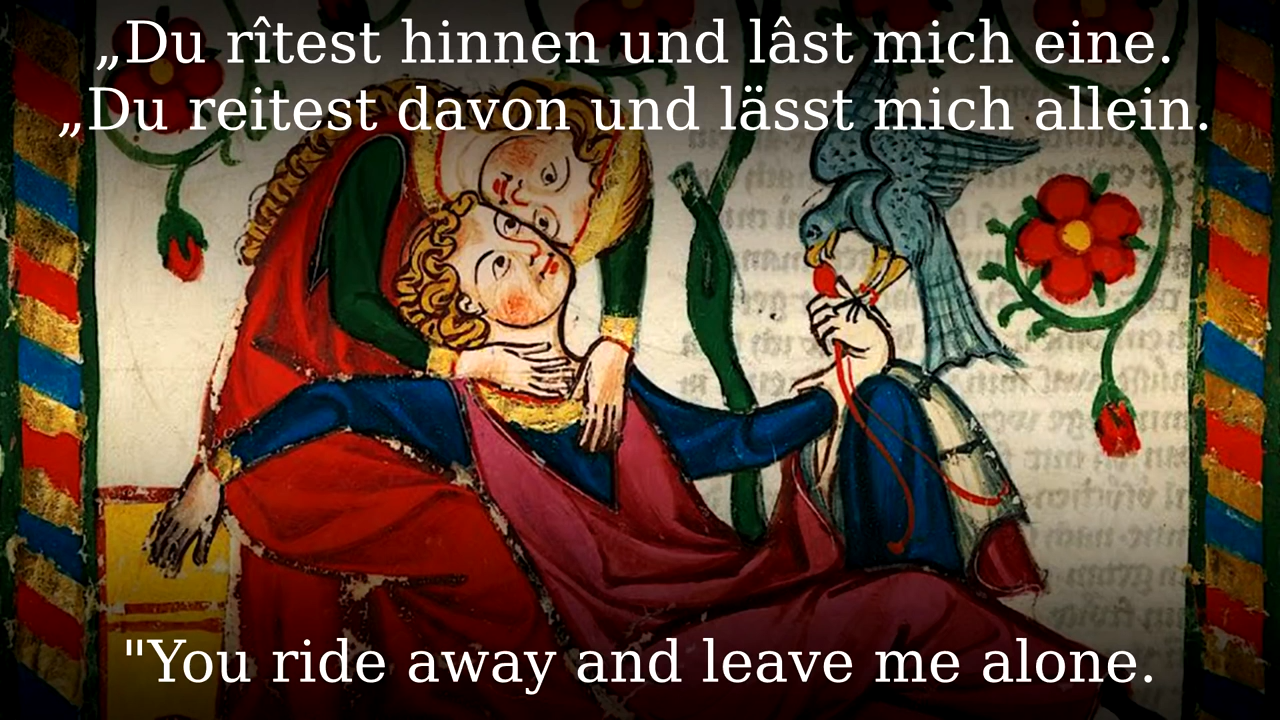 „Du rîtest hinnen und lâst mich eine.
„Du reitest davon und lässt mich allein.
"You ride away and leave me alone.